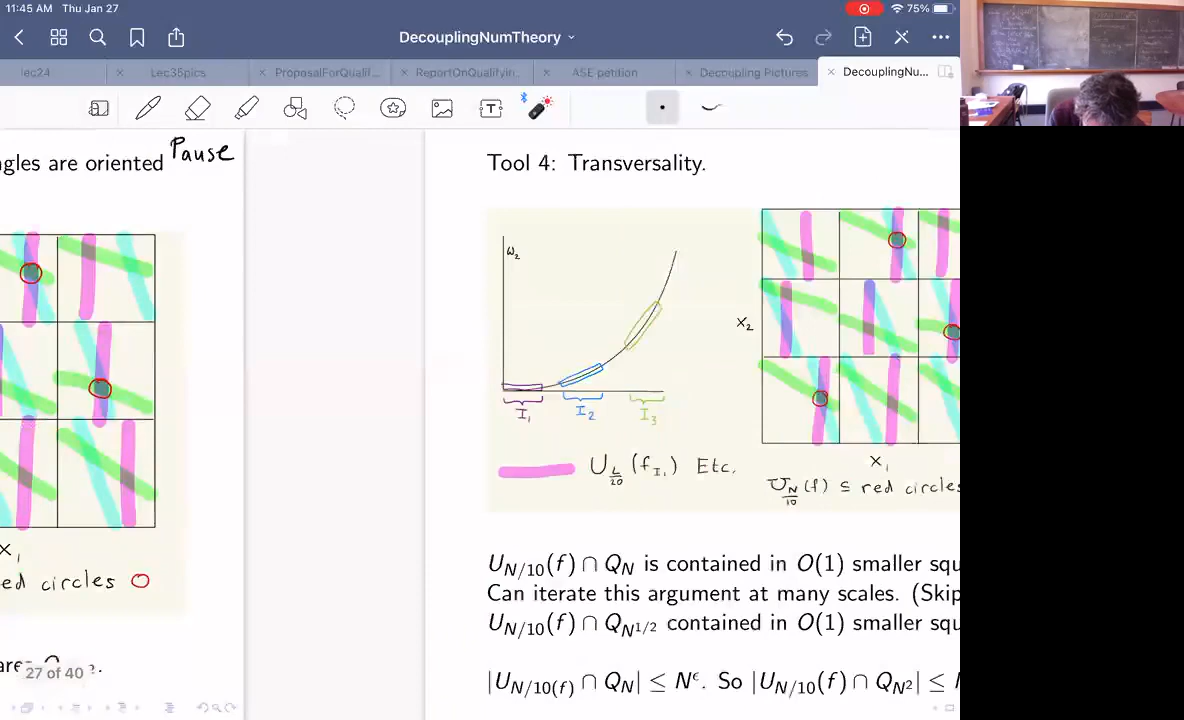 11:45 AM Thu Jan 27
75%
DecouplingNumTheory
lec24
Lec35pics
ProposalForQualif...
ReportOnQualifyin...
ASE petition
Decoupling Pictures
DecouplingNu...
ngles are oriented Pause
x₁
ed circles
27 of 40
Tool 4: Transversality.
ω₂
I₁ I₂ I₃
U_{L/20}(f_{I₁}) Etc.
x₂
x₁
U_{N/10}(f) ⊆ red circles
U_{N/10}(f) ∩ Q_N is contained in O(1) smaller squ
Can iterate this argument at many scales. (Skip
U_{N/10}(f) ∩ Q_{N^{1/2}} contained in O(1) smaller squ
|U_{N/10(f)} ∩ Q_N| ≤ N^ϵ. So |U_{N/10}(f) ∩ Q_{N²}| ≤